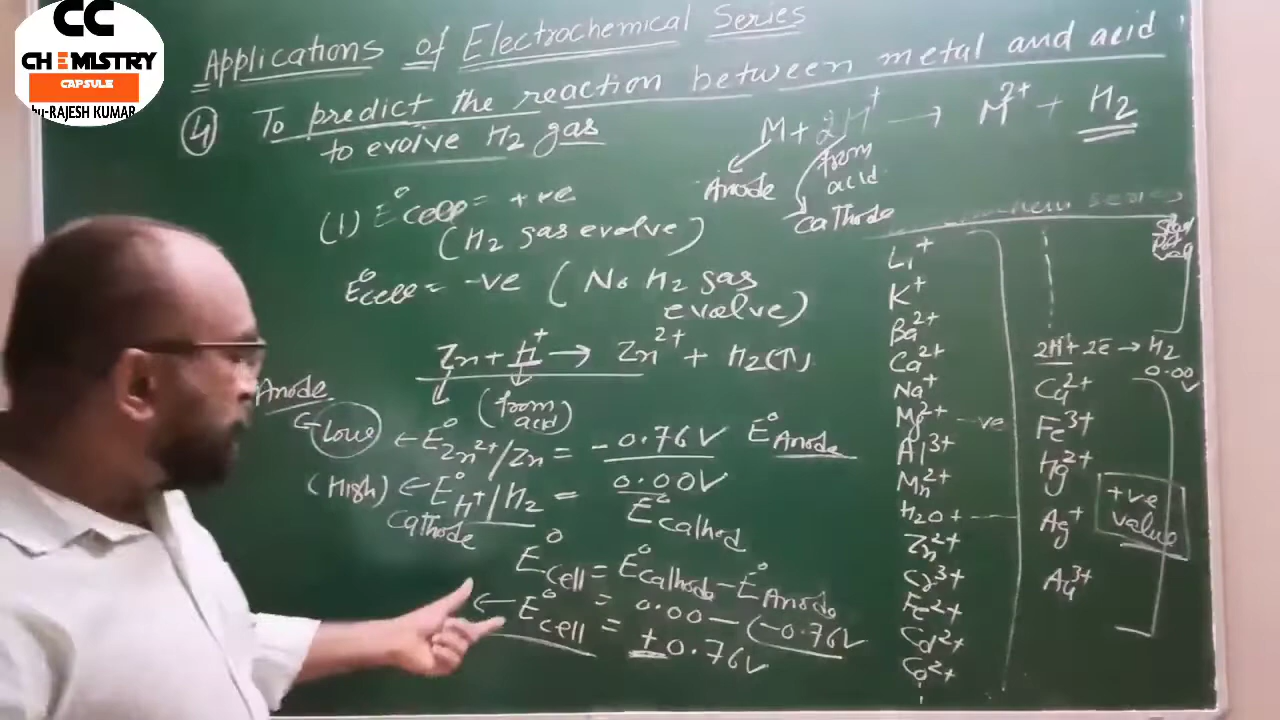 CC
CHEMISTRY
CAPSULE
by-RAJESH KUMAR
Applications of Electrochemical Series
④ To predict the reaction between metal and acid
to evolve H2 gas
M + 2H⁺ → M²⁺ + H2
Anode
from
acid
Cathode
(1) E°cell = +ve
(H2 gas evolve)
E°cell = -ve (No H2 gas
evolve)
Zn + H⁺ → Zn²⁺ + H2(↑)
(from
acid)
Anode
Low ← E°Zn²⁺/Zn = -0.76V E°Anode
(High) ← E°H⁺/H2 = 0.00V
Cathode
E°Cathod
E°cell = E°Cathode - E°Anode
= 0.00 - (-0.76V
← E°cell = +0.76V
chem series
Li⁺
K⁺
Ba²⁺
Ca²⁺
Na⁺
Mg²⁺
Al³⁺
Mn²⁺
H2O
Zn²⁺
Cr³⁺
Fe²⁺
Cd²⁺
Co²⁺
-ve
2H⁺ + 2e⁻ → H2
0.00
V
Cu²⁺
Fe³⁺
Hg²⁺
Ag⁺
Au³⁺
+ve
value